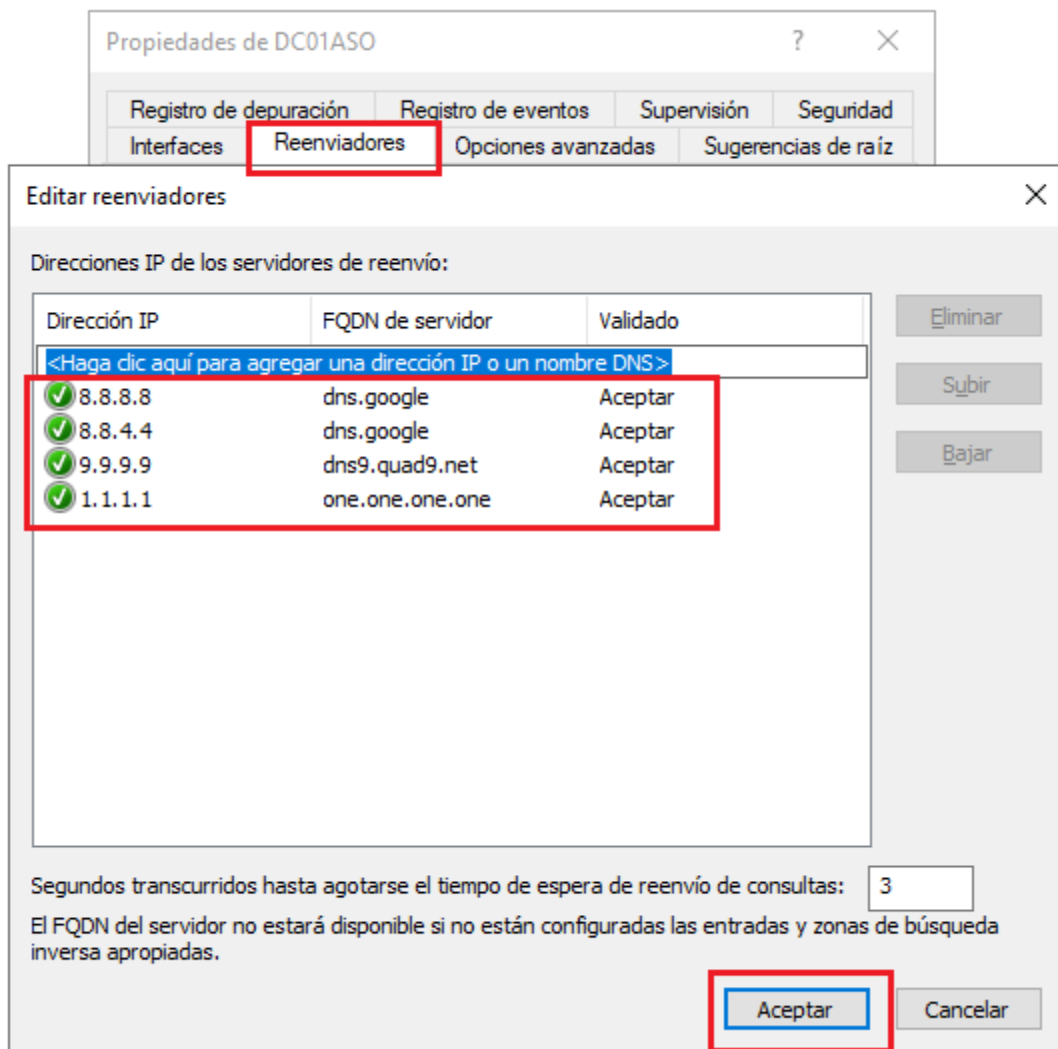 Propiedades de DC01ASO ?
Registro de depuración Registro de eventos Supervisión Seguridad
Interfaces Reenviadores Opciones avanzadas Sugerencias de raíz
Editar reenviadores
Direcciones IP de los servidores de reenvío:
Dirección IP FQDN de servidor Validado
Eliminar
<Haga clic aquí para agregar una dirección IP o un nombre DNS>
8.8.8.8 dns.google Aceptar
Subir
8.8.4.4 dns.google Aceptar
9.9.9.9 dns9.quad9.net Aceptar
Bajar
1.1.1.1 one.one.one.one Aceptar
Segundos transcurridos hasta agotarse el tiempo de espera de reenvío de consultas: 3
El FQDN del servidor no estará disponible si no están configuradas las entradas y zonas de búsqueda
inversa apropiadas.
Aceptar Cancelar